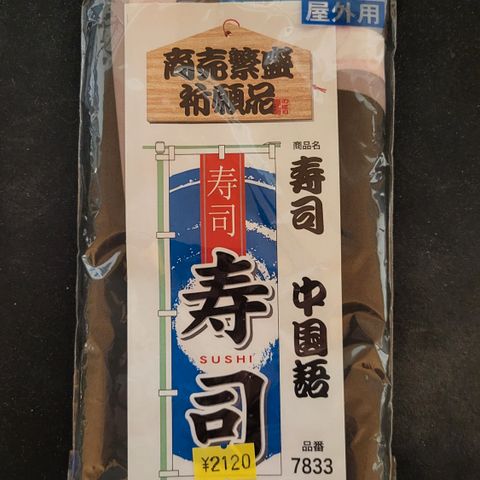 屋外用
商売繁盛
祈願品
商品名
寿司
中国語
寿司
寿
SUSHI
司
品番
7833
¥2120